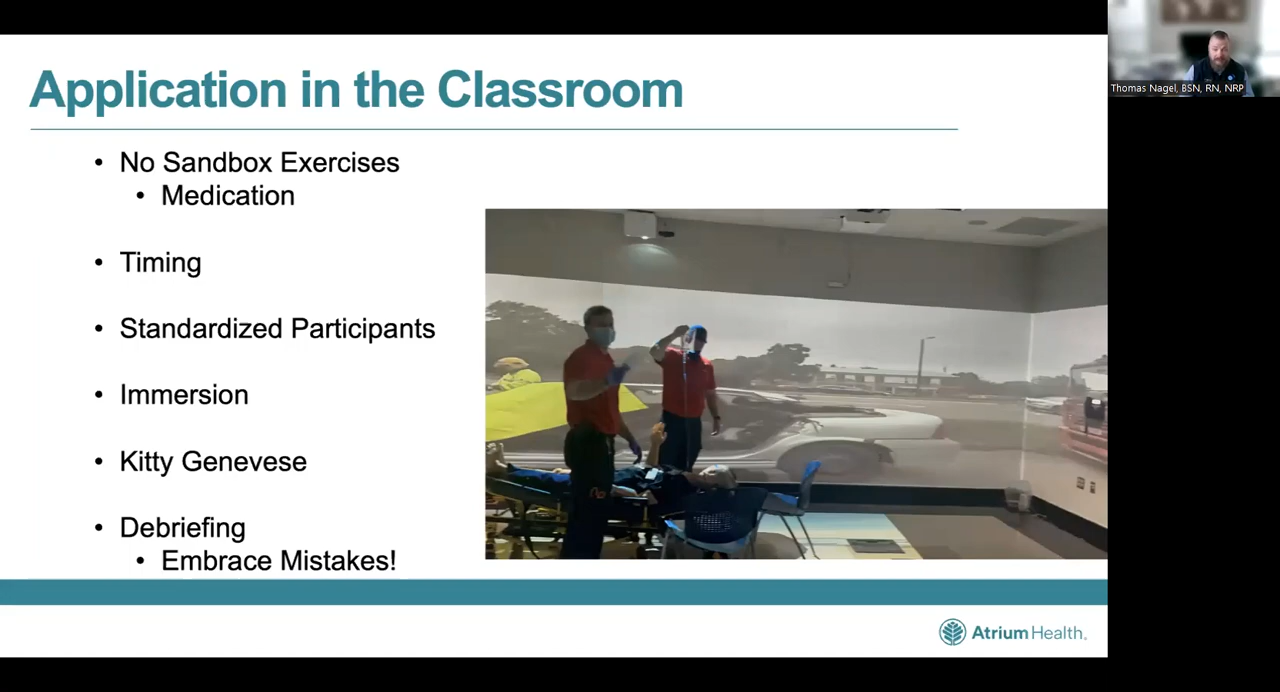 Application in the Classroom
Thomas Nagel, BSN, RN, NRP
• No Sandbox Exercises
• Medication
• Timing
• Standardized Participants
• Immersion
• Kitty Genevese
• Debriefing
• Embrace Mistakes!
Atrium Health.